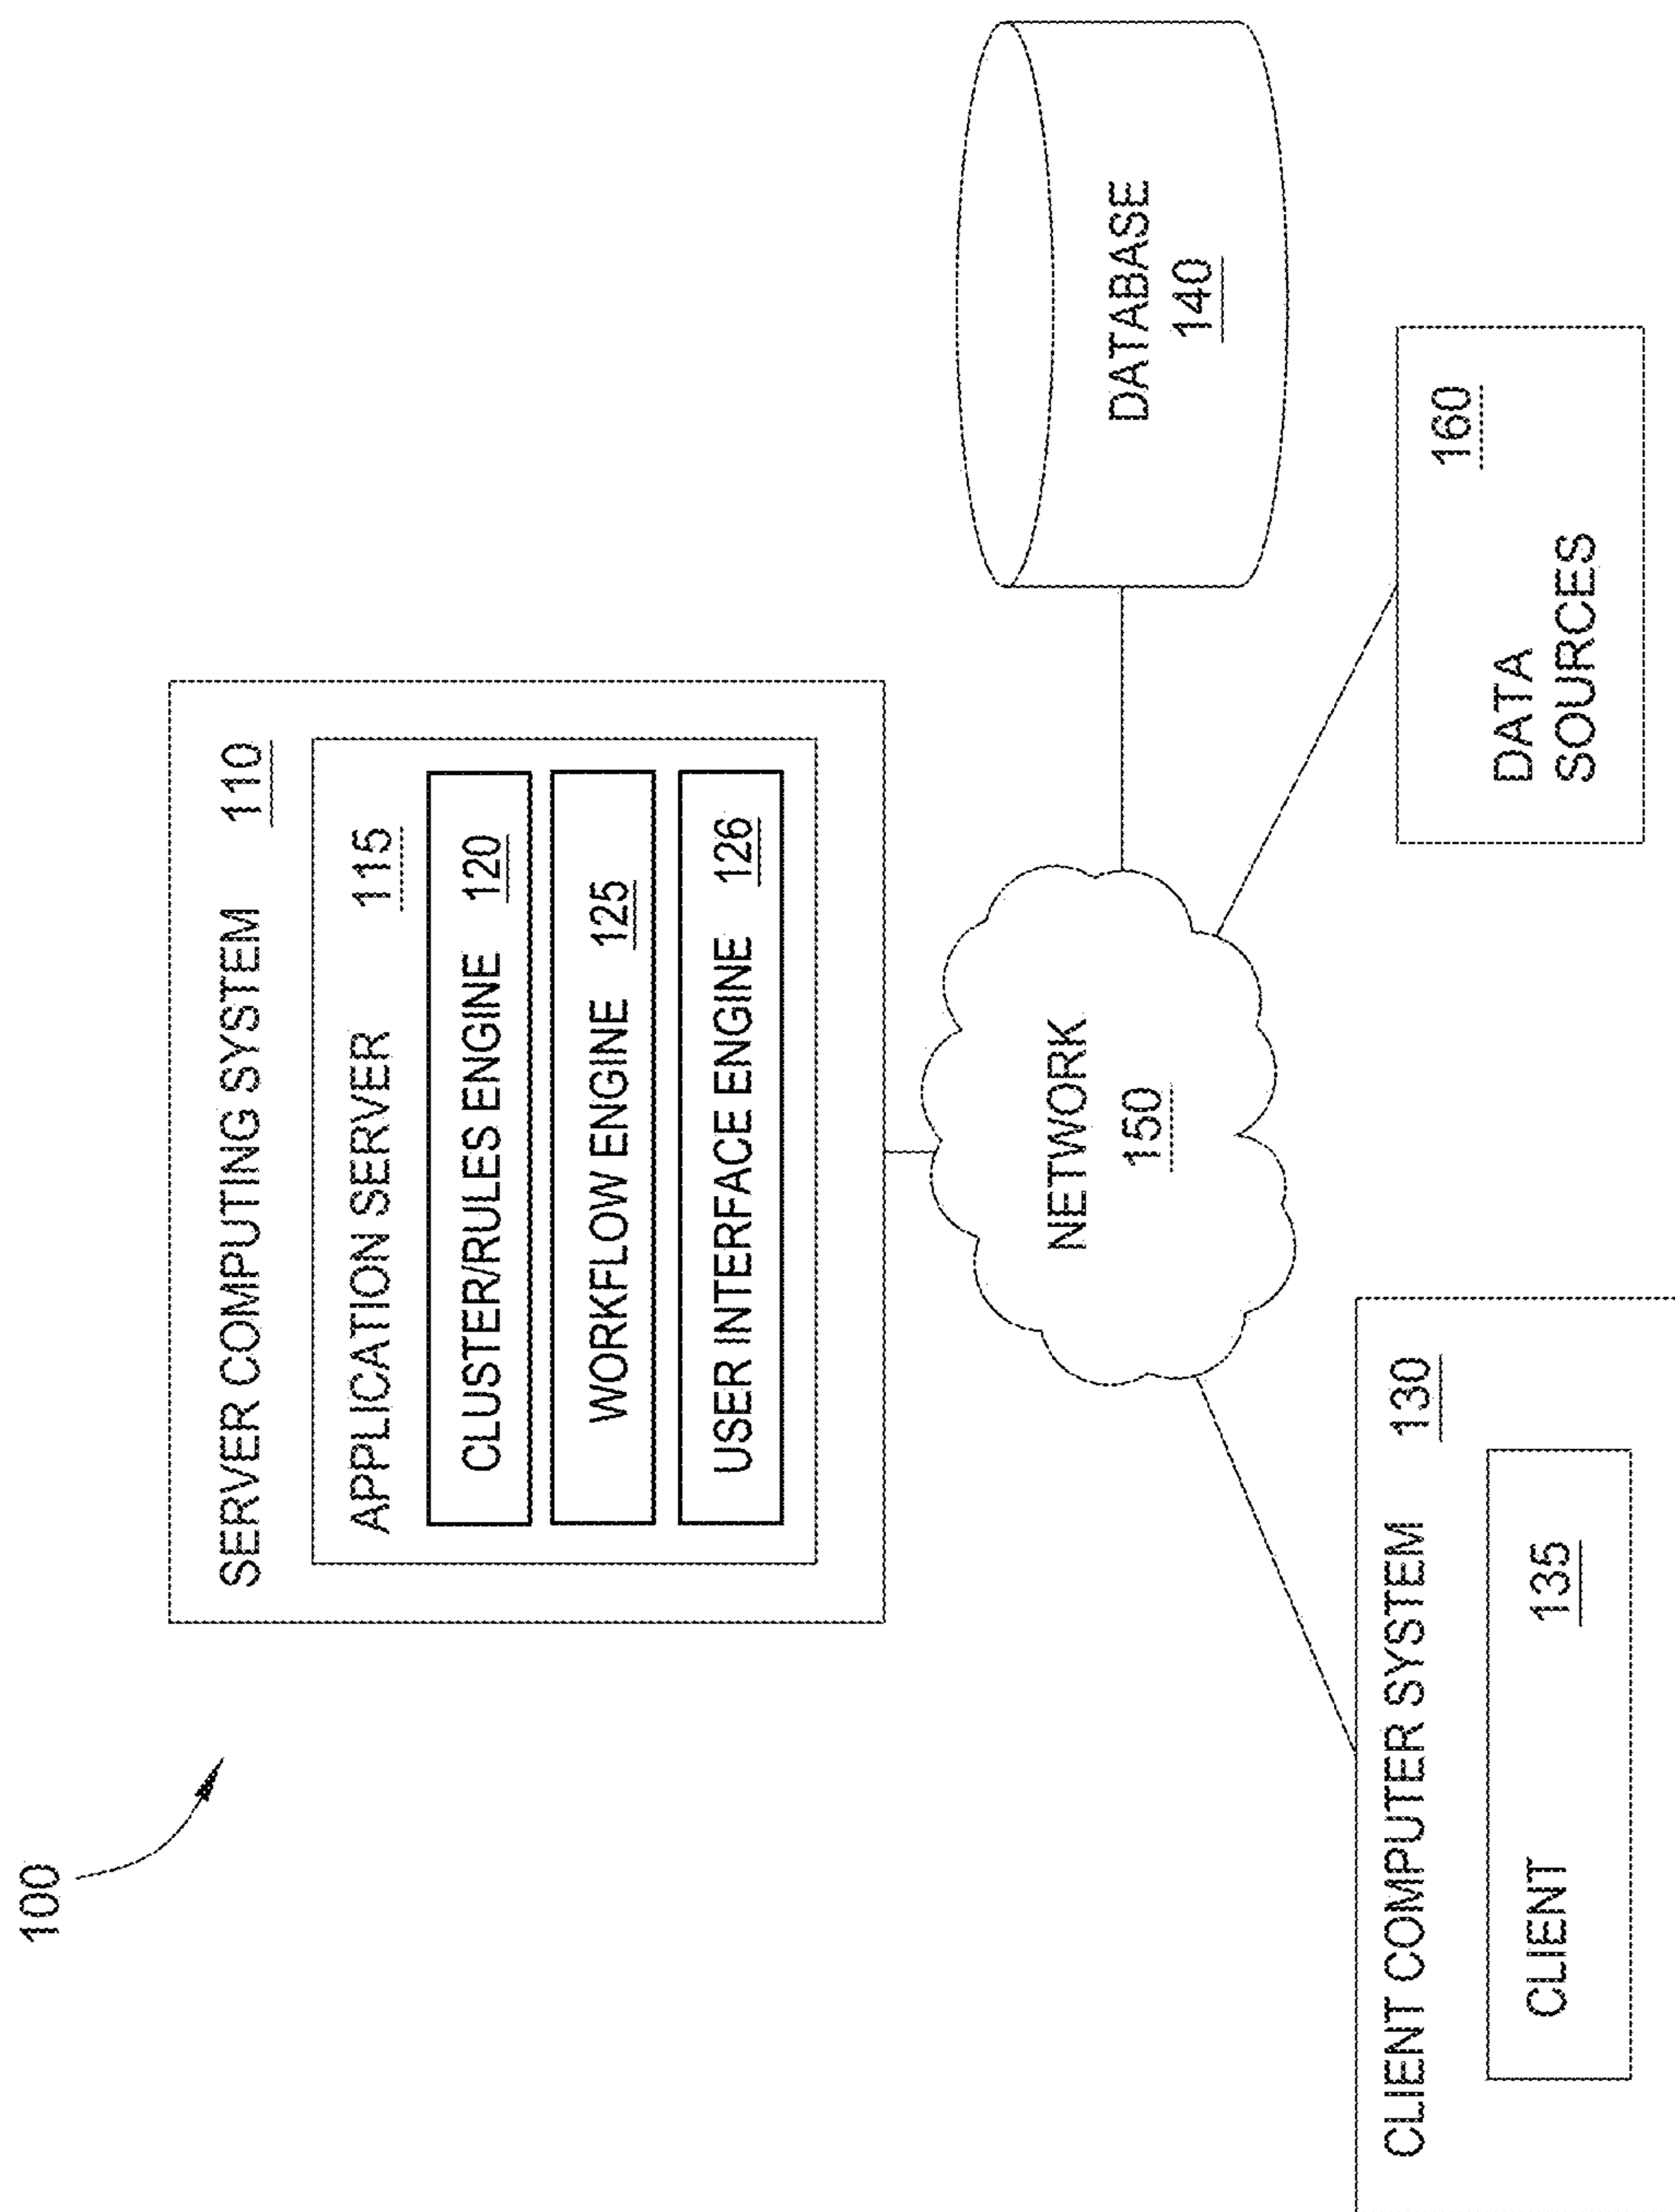 100
SERVER COMPUTING SYSTEM 110
APPLICATION SERVER 115
CLUSTER/RULES ENGINE 120
WORKFLOW ENGINE 125
USER INTERFACE ENGINE 126
NETWORK
150
DATABASE
140
CLIENT COMPUTER SYSTEM 130
CLIENT 135
160
DATA
SOURCES